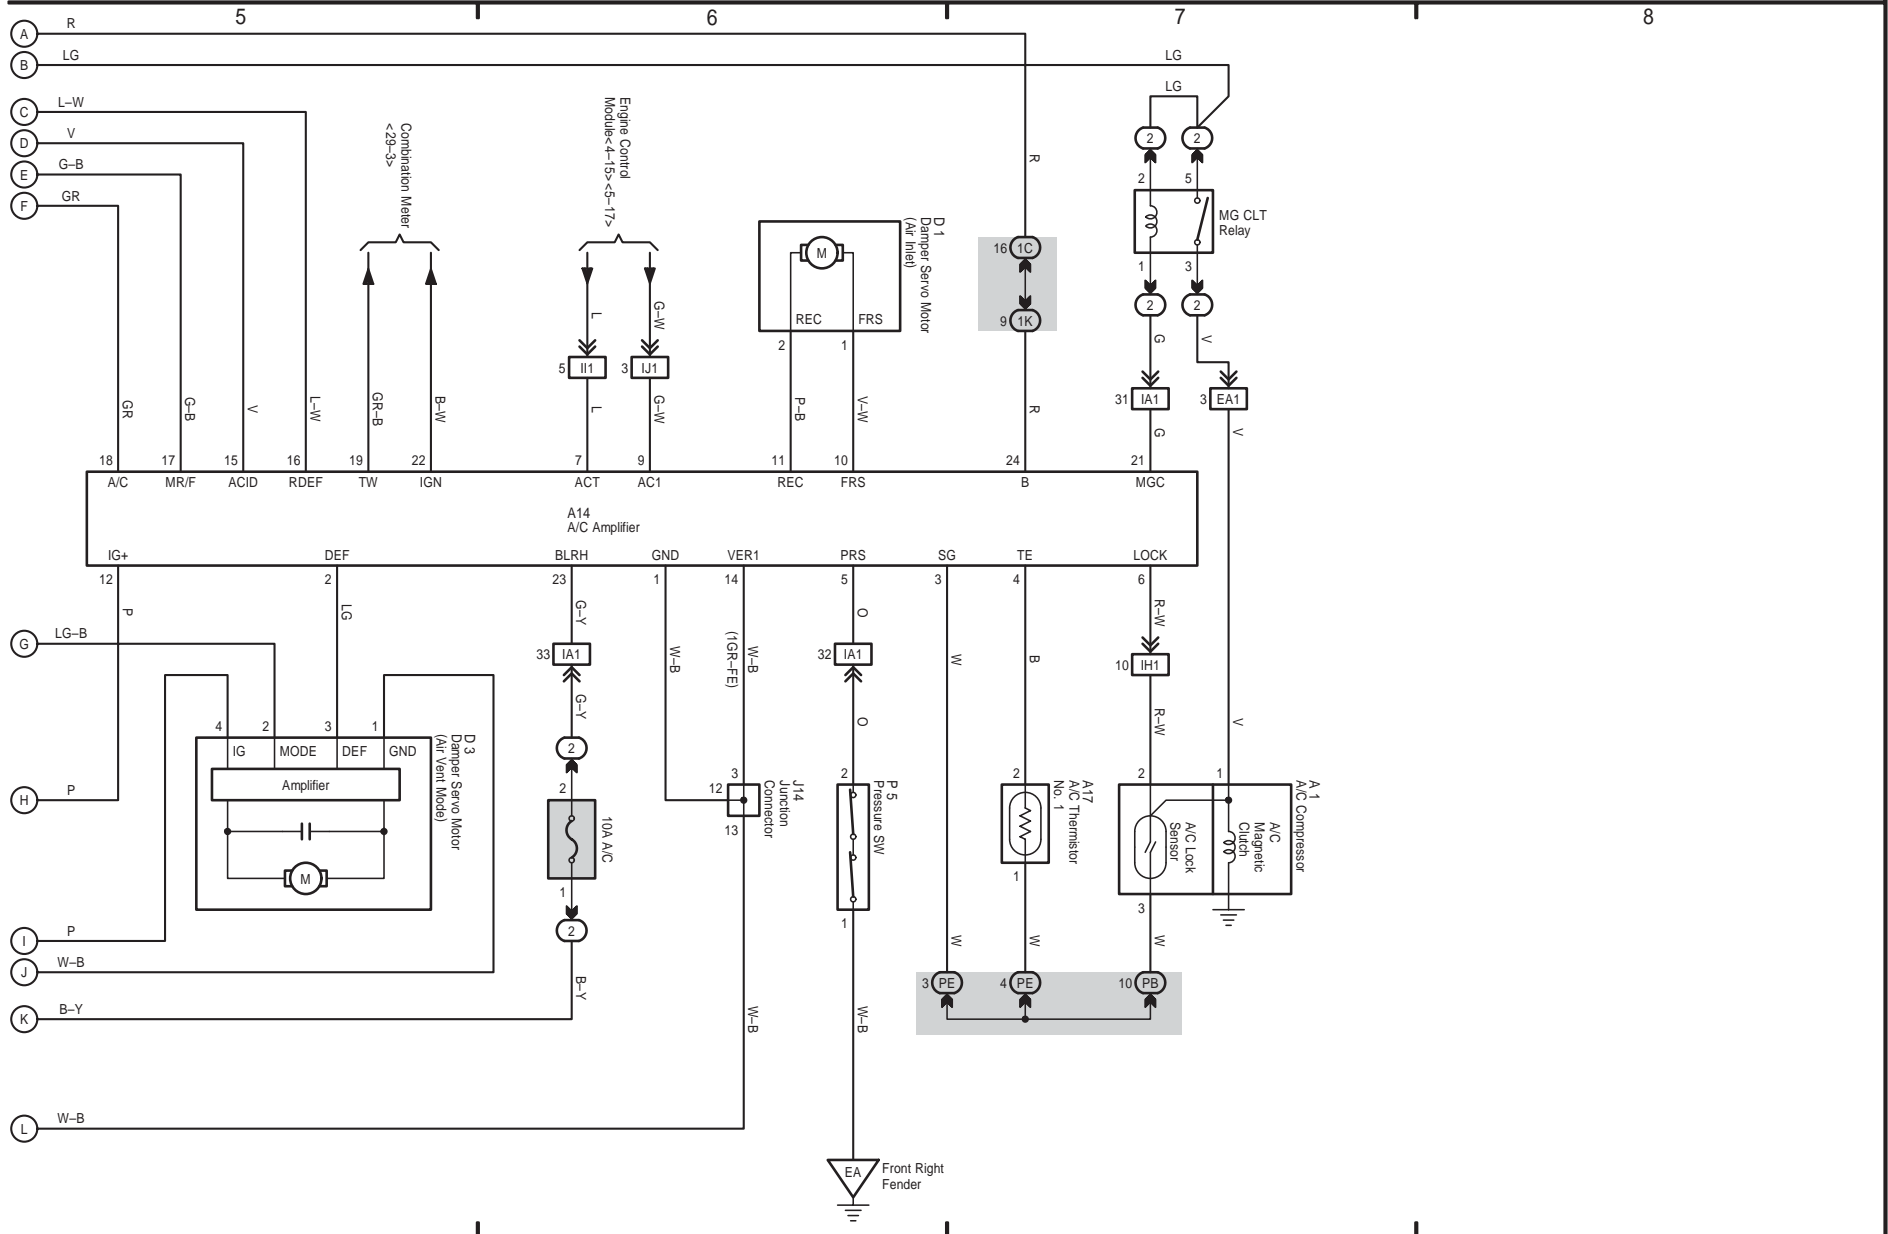 5
6
7
8
A
R
B
LG
C
L–W
D
V
E
G–B
F
GR
LG
LG
Combination Meter
<29–3>
Engine Control
Module<4–15><5–17>
R
2
2
2
5
MG CLT
Relay
1
3
2
2
D 1
Damper Servo Motor
(Air Inlet)
M
REC
FRS
2
1
16
1C
9
1K
L
G–W
5
II1
3
IJ1
G
V
31
IA1
3
EA1
GR
G–B
V
L–W
GR–B
B–W
L
G–W
P–B
V–W
R
G
V
18
17
15
16
19
22
7
9
11
10
24
21
A/C
MR/F
ACID
RDEF
TW
IGN
ACT
AC1
REC
FRS
B
MGC
A14
A/C Amplifier
IG+
DEF
BLRH
GND
VER1
PRS
SG
TE
LOCK
12
2
23
1
14
5
3
4
6
P
LG
G–Y
W–B
(1GR–FE)
W–B
O
W
B
R–W
G
LG–B
33
IA1
32
IA1
10
IH1
G–Y
O
R–W
V
4
2
3
1
IG
MODE
DEF
GND
Amplifier
M
D 3
Damper Servo Motor
(Air Vent Mode)
2
2
10A A/C
1
2
3
12
13
J14
Junction
Connector
2
P 5
Pressure SW
1
2
A17
A/C Thermistor
No. 1
1
2
1
A/C Lock
Sensor
A/C
Magnetic
Clutch
A 1
A/C Compressor
3
H
P
I
P
J
W–B
K
B–Y
B–Y
W
W
W
3
PE
4
PE
10
PB
W–B
W–B
L
W–B
EA
Front Right
Fender